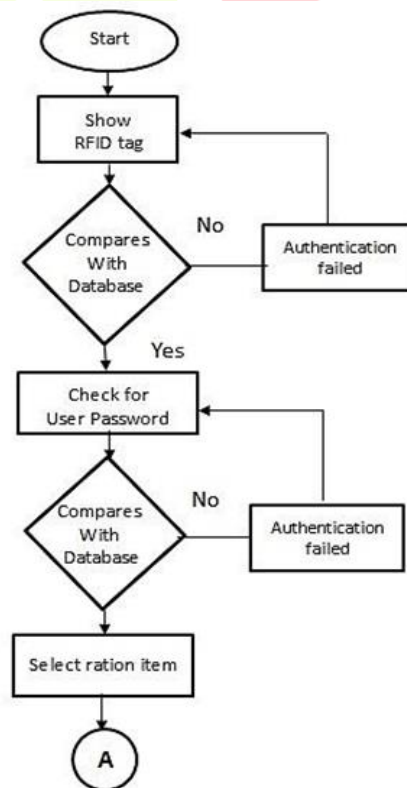 Start
Show
RFID tag
No
Compares
With
Database
Authentication
failed
Yes
Check for
User Password
No
Compares
With
Database
Authentication
failed
Select ration item
A